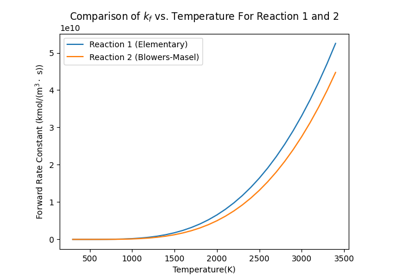 Comparison of k_f vs. Temperature For Reaction 1 and 2
1e10
Reaction 1 (Elementary)
Reaction 2 (Blowers-Masel)
Forward Rate Constant (kmol/(m³· s))
5
4
3
2
1
0
500 1000 1500 2000 2500 3000 3500
Temperature(K)